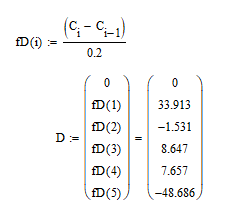 fD(i) := (C_i − C_{i−1}) / 0.2
D := ( 0 fD(1) fD(2) fD(3) fD(4) fD(5) ) = ( 0 33.913 −1.531 8.647 7.657 −48.686 )